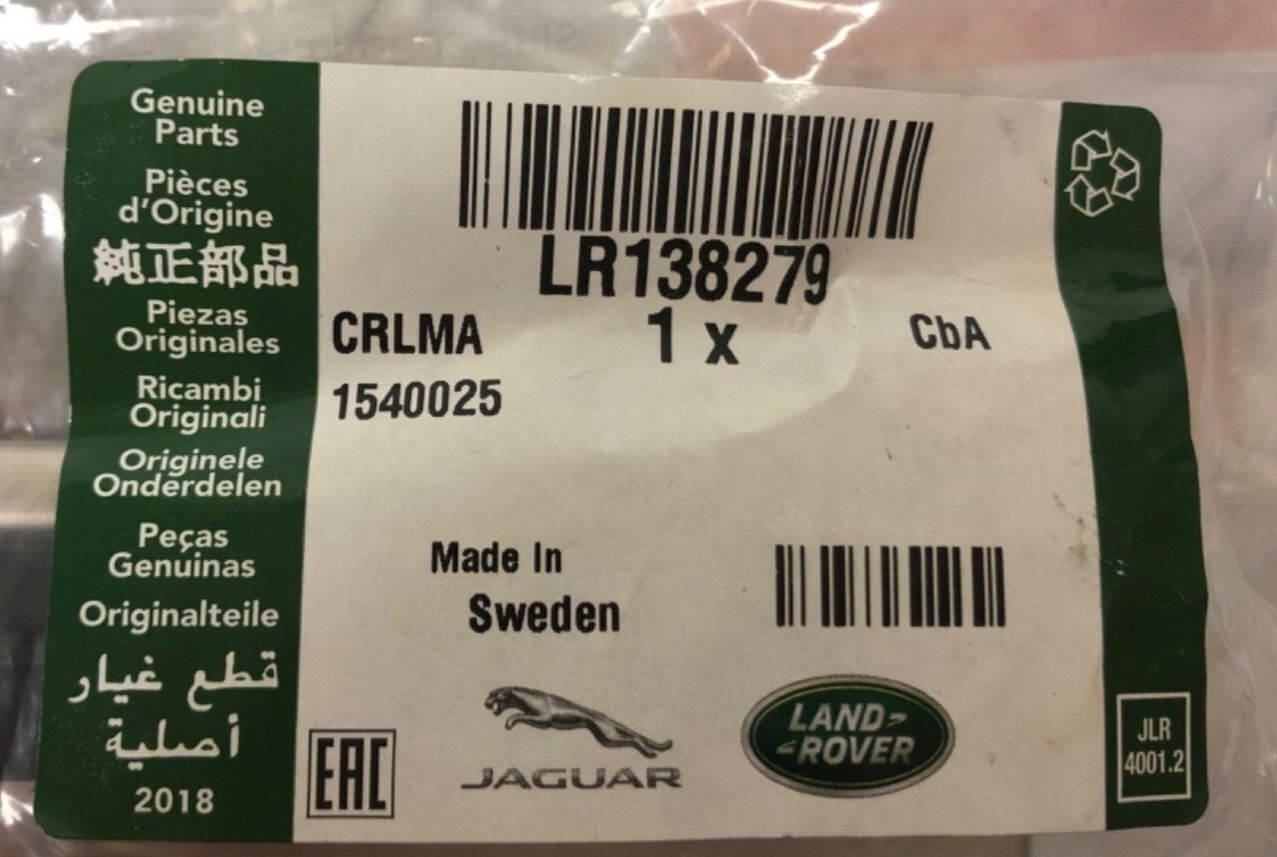 Genuine
Parts
Pièces
d'Origine
純正部品
Piezas
Originales
Ricambi
Originali
Originele
Onderdelen
Peças
Genuinas
Originalteile
قطع غيار
أصلية
2018
LR138279
CRLMA 1 x CbA
1540025
Made In
Sweden
EAC
JAGUAR
LAND
ROVER
JLR
4001.2